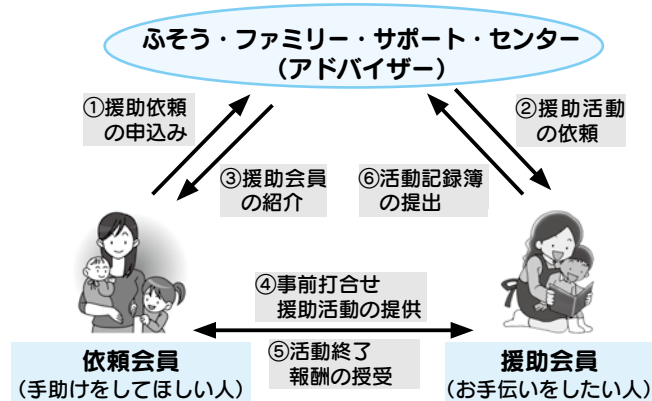 ふそう・ファミリー・サポート・センター
（アドバイザー）
①援助依頼
の申込み
②援助活動
の依頼
③援助会員
の紹介
⑥活動記録簿
の提出
④事前打合せ
援助活動の提供
⑤活動終了
報酬の授受
依頼会員
（手助けをしてほしい人）
援助会員
（お手伝いをしたい人）